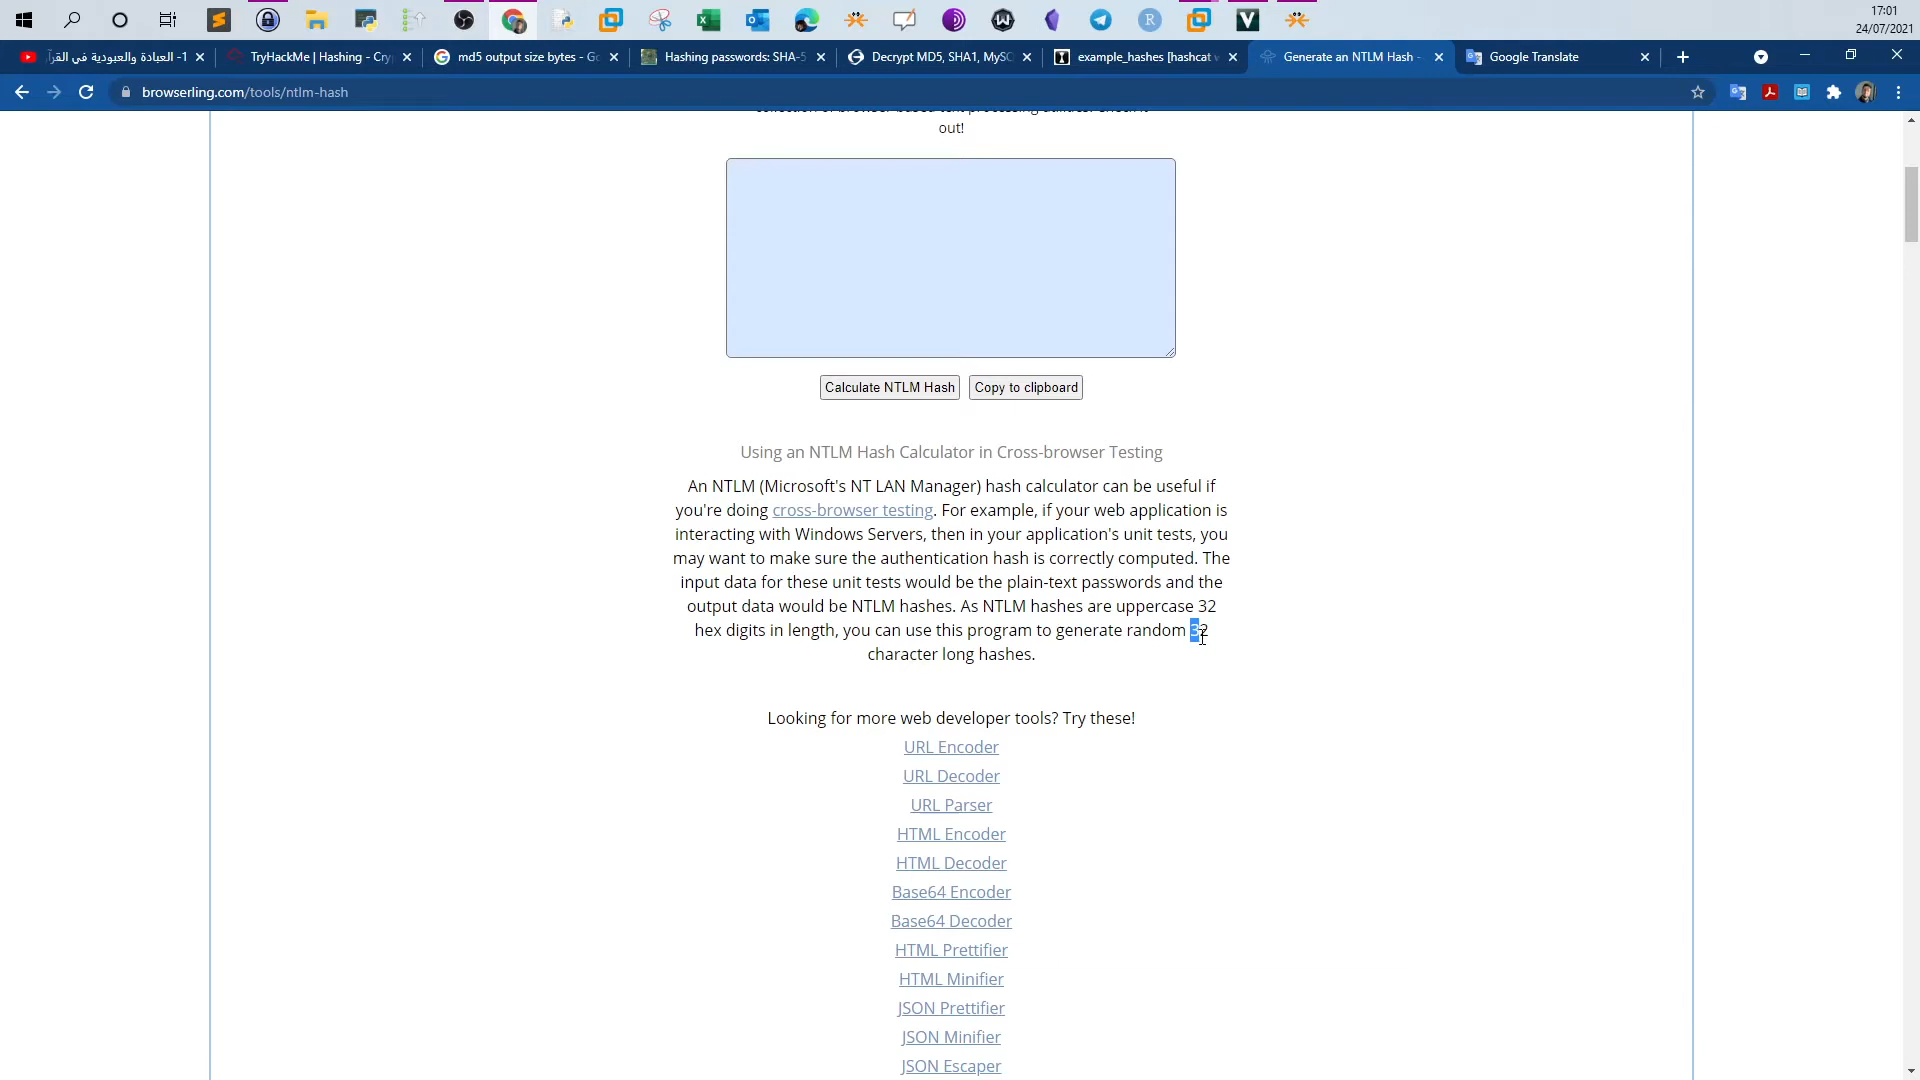 17:01
24/07/2021
1- العبادة والعبودية في القرآ
TryHackMe | Hashing - Cry
md5 output size bytes - Go
Hashing passwords: SHA-5
Decrypt MD5, SHA1, MySQ
example_hashes [hashcat w
Generate an NTLM Hash -
Google Translate
browserling.com/tools/ntlm-hash
out!
Calculate NTLM Hash
Copy to clipboard
Using an NTLM Hash Calculator in Cross-browser Testing
An NTLM (Microsoft's NT LAN Manager) hash calculator can be useful if
you're doing cross-browser testing. For example, if your web application is
interacting with Windows Servers, then in your application's unit tests, you
may want to make sure the authentication hash is correctly computed. The
input data for these unit tests would be the plain-text passwords and the
output data would be NTLM hashes. As NTLM hashes are uppercase 32
hex digits in length, you can use this program to generate random 32
character long hashes.
Looking for more web developer tools? Try these!
URL Encoder
URL Decoder
URL Parser
HTML Encoder
HTML Decoder
Base64 Encoder
Base64 Decoder
HTML Prettifier
HTML Minifier
JSON Prettifier
JSON Minifier
JSON Escaper